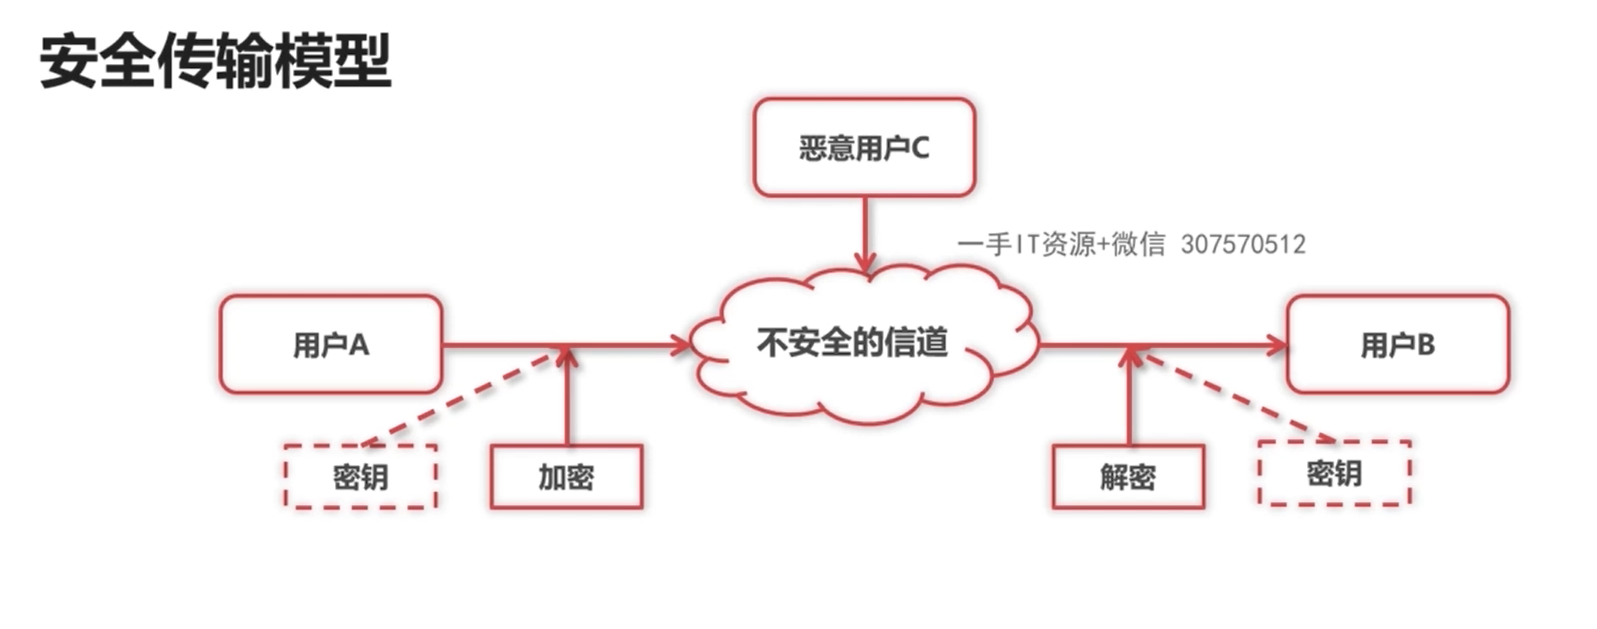 安全传输模型
恶意用户C
一手IT资源+微信 307570512
用户A
不安全的信道
用户B
密钥
加密
解密
密钥